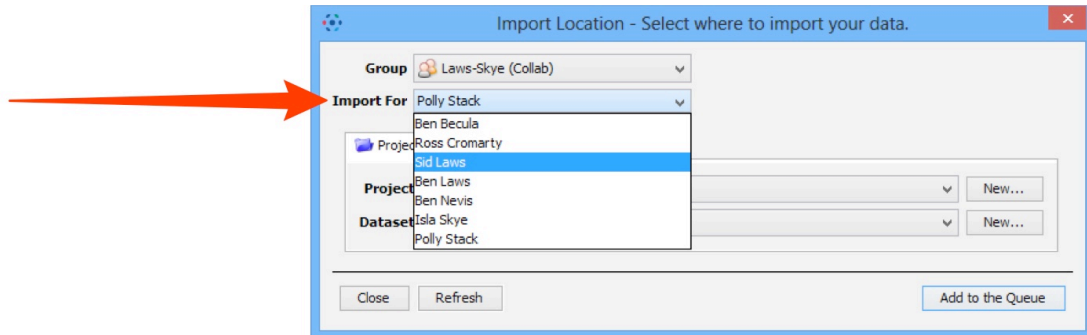 Import Location - Select where to import your data.
Group Laws-Skye (Collab)
Import For Polly Stack
Ben Becula
Ross Cromarty
Sid Laws
Ben Laws
Ben Nevis
Isla Skye
Polly Stack
Projec
Project New...
Dataset New...
Close Refresh Add to the Queue